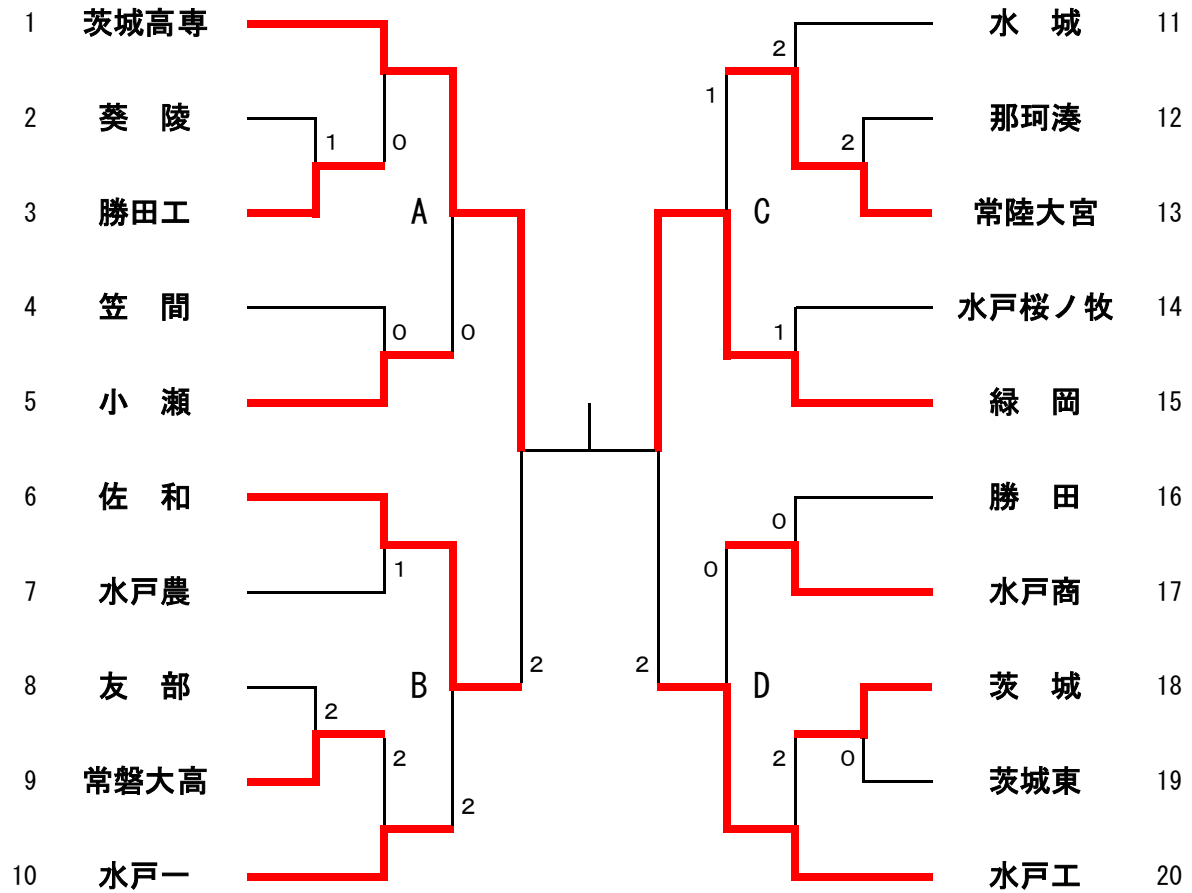 1 茨城高専 水　城 11
2
2 葵　陵 1 0 1 那珂湊 12
2
3 勝田工 A C 常陸大宮 13
4 笠　間 水戸桜ノ牧 14
0 0 1
5 小　瀬 緑　岡 15
6 佐　和 勝　田 16
0
1 0
7 水戸農 水戸商 17
2 2
8 友　部 B D 茨　城 18
2
2 2 0
9 常磐大高 茨城東 19
2
10 水戸一 水戸工 20